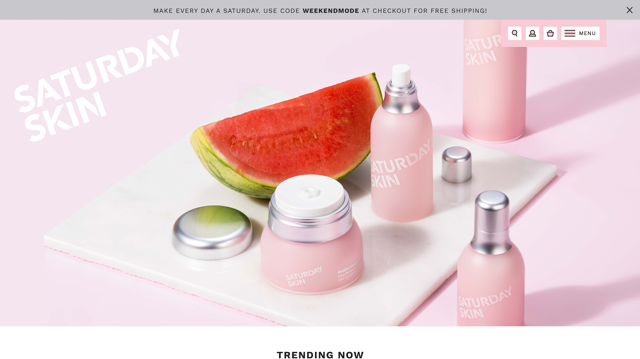 MAKE EVERY DAY A SATURDAY, USE CODE WEEKENDMODE AT CHECKOUT FOR FREE SHIPPING!
MENU
SATURDAY
SKIN
SATURDAY
SKIN
SATURDAY
SKIN
SATURDAY
SKIN
SATURDAY
SKIN
TRENDING NOW